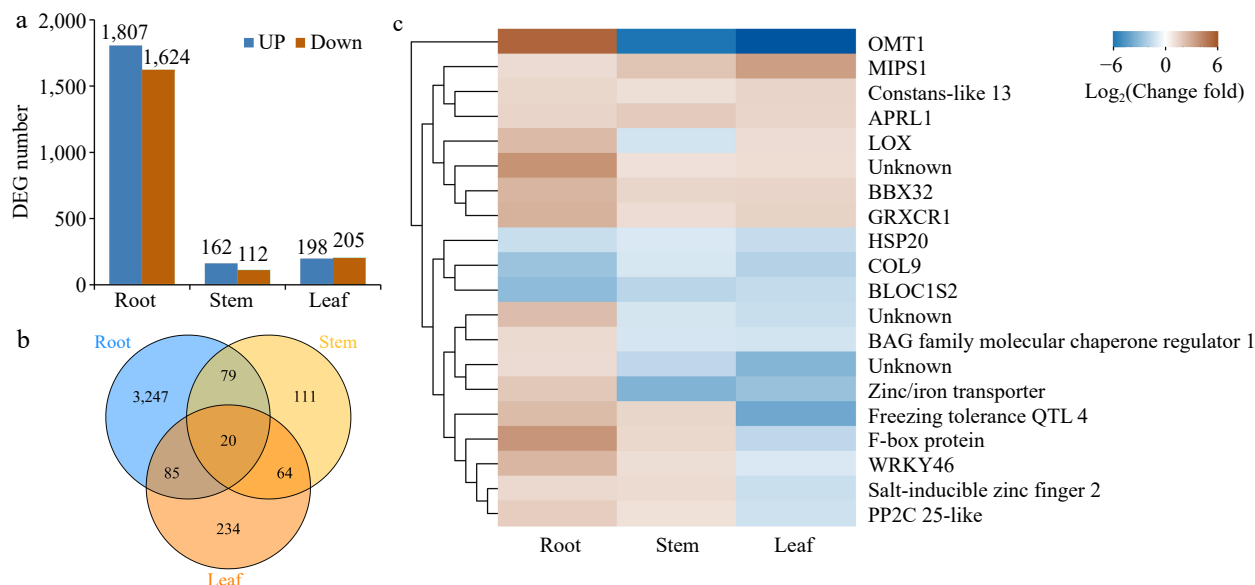 a
2,000
1,500
1,000
500
0
DEG number
1,807
1,624
162
112
198
205
UP
Down
Root
Stem
Leaf
b
Root
Stem
Leaf
3,247
79
111
20
85
64
234
c
OMT1
MIPS1
Constans-like 13
APRL1
LOX
Unknown
BBX32
GRXCR1
HSP20
COL9
BLOC1S2
Unknown
BAG family molecular chaperone regulator 1
Unknown
Zinc/iron transporter
Freezing tolerance QTL 4
F-box protein
WRKY46
Salt-inducible zinc finger 2
PP2C 25-like
Root
Stem
Leaf
−6 0 6
Log₂(Change fold)